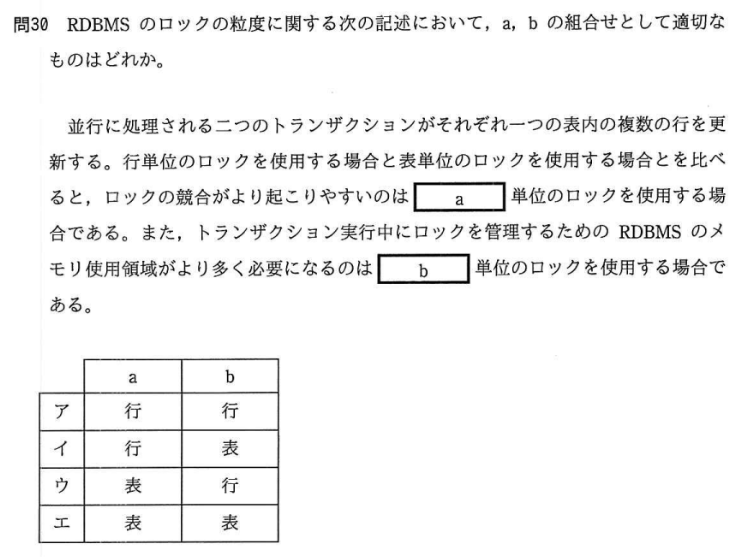 問30 RDBMS のロックの粒度に関する次の記述において，a，b の組合せとして適切な
ものはどれか。
並行に処理される二つのトランザクションがそれぞれ一つの表内の複数の行を更
新する。行単位のロックを使用する場合と表単位のロックを使用する場合とを比べ
ると，ロックの競合がより起こりやすいのは a 単位のロックを使用する場
合である。また，トランザクション実行中にロックを管理するための RDBMS のメ
モリ使用領域がより多く必要になるのは b 単位のロックを使用する場合で
ある。
a b
ア 行 行
イ 行 表
ウ 表 行
エ 表 表